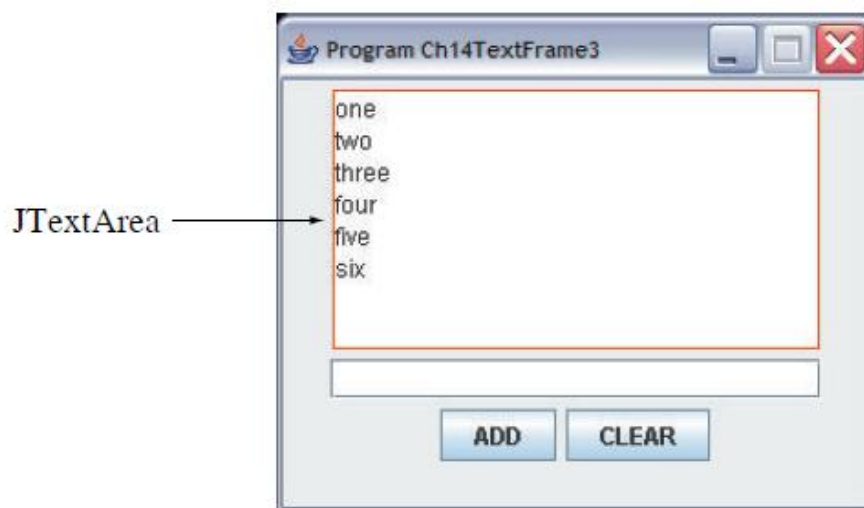 Program Ch14TextFrame3
one
two
three
JTextArea
four
five
six
ADD CLEAR